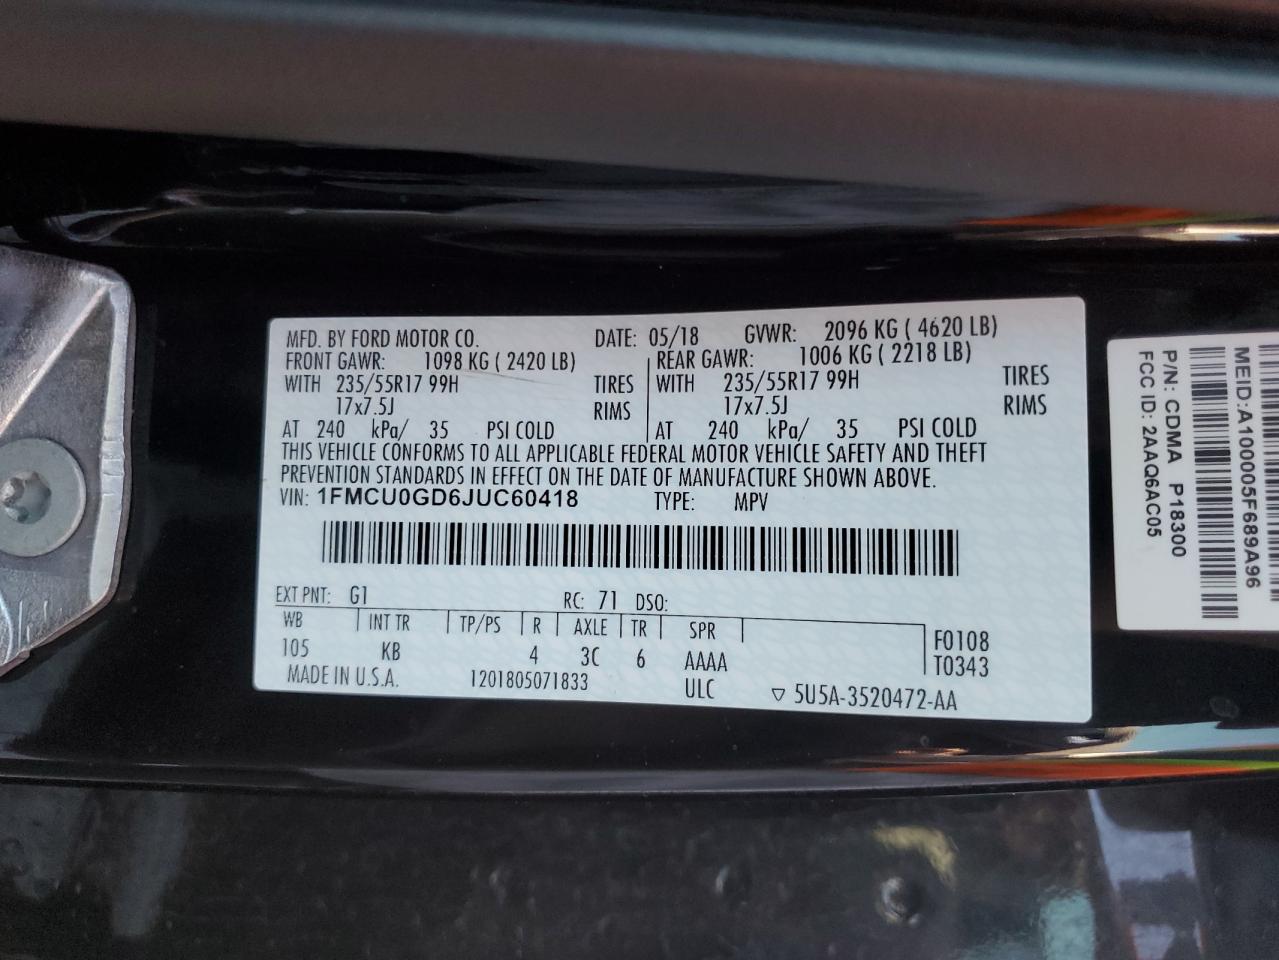 MFD. BY FORD MOTOR CO. DATE: 05/18 GVWR: 2096 KG ( 4620 LB)
FRONT GAWR: 1098 KG ( 2420 LB) REAR GAWR: 1006 KG ( 2218 LB)
WITH 235/55R17 99H TIRES WITH 235/55R17 99H TIRES
17x7.5J RIMS 17x7.5J RIMS
AT 240 kPa/ 35 PSI COLD AT 240 kPa/ 35 PSI COLD
THIS VEHICLE CONFORMS TO ALL APPLICABLE FEDERAL MOTOR VEHICLE SAFETY AND THEFT
PREVENTION STANDARDS IN EFFECT ON THE DATE OF MANUFACTURE SHOWN ABOVE.
VIN: 1FMCU0GD6JUC60418 TYPE: MPV
EXT PNT: G1 RC: 71 DSO:
WB INT TR TP/PS R AXLE TR SPR F0108
105 KB 4 3C 6 AAAA T0343
MADE IN U.S.A. 1201805071833 ULC ▽ 5U5A-3520472-AA
MEID:A1000005F689A96
P/N: CDMA P18300
FCC ID: 2AAQ6AC05